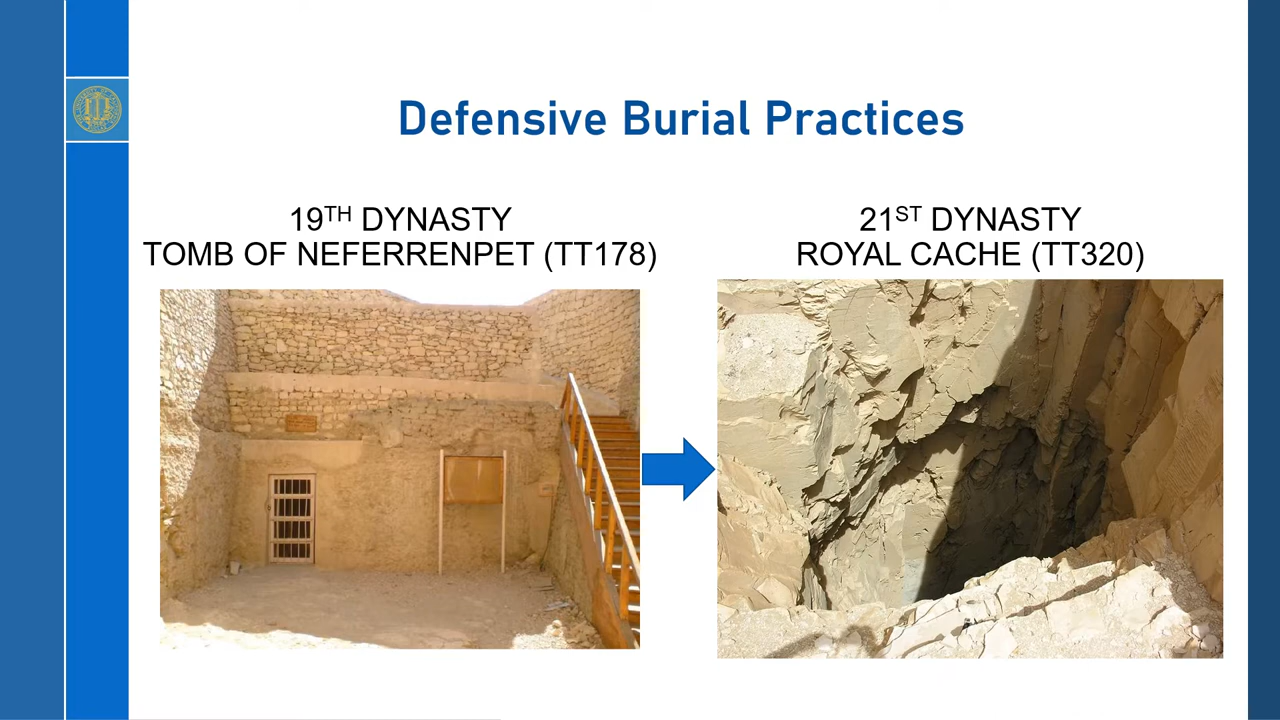 Defensive Burial Practices
19TH DYNASTY
TOMB OF NEFERRENPET (TT178)
21ST DYNASTY
ROYAL CACHE (TT320)